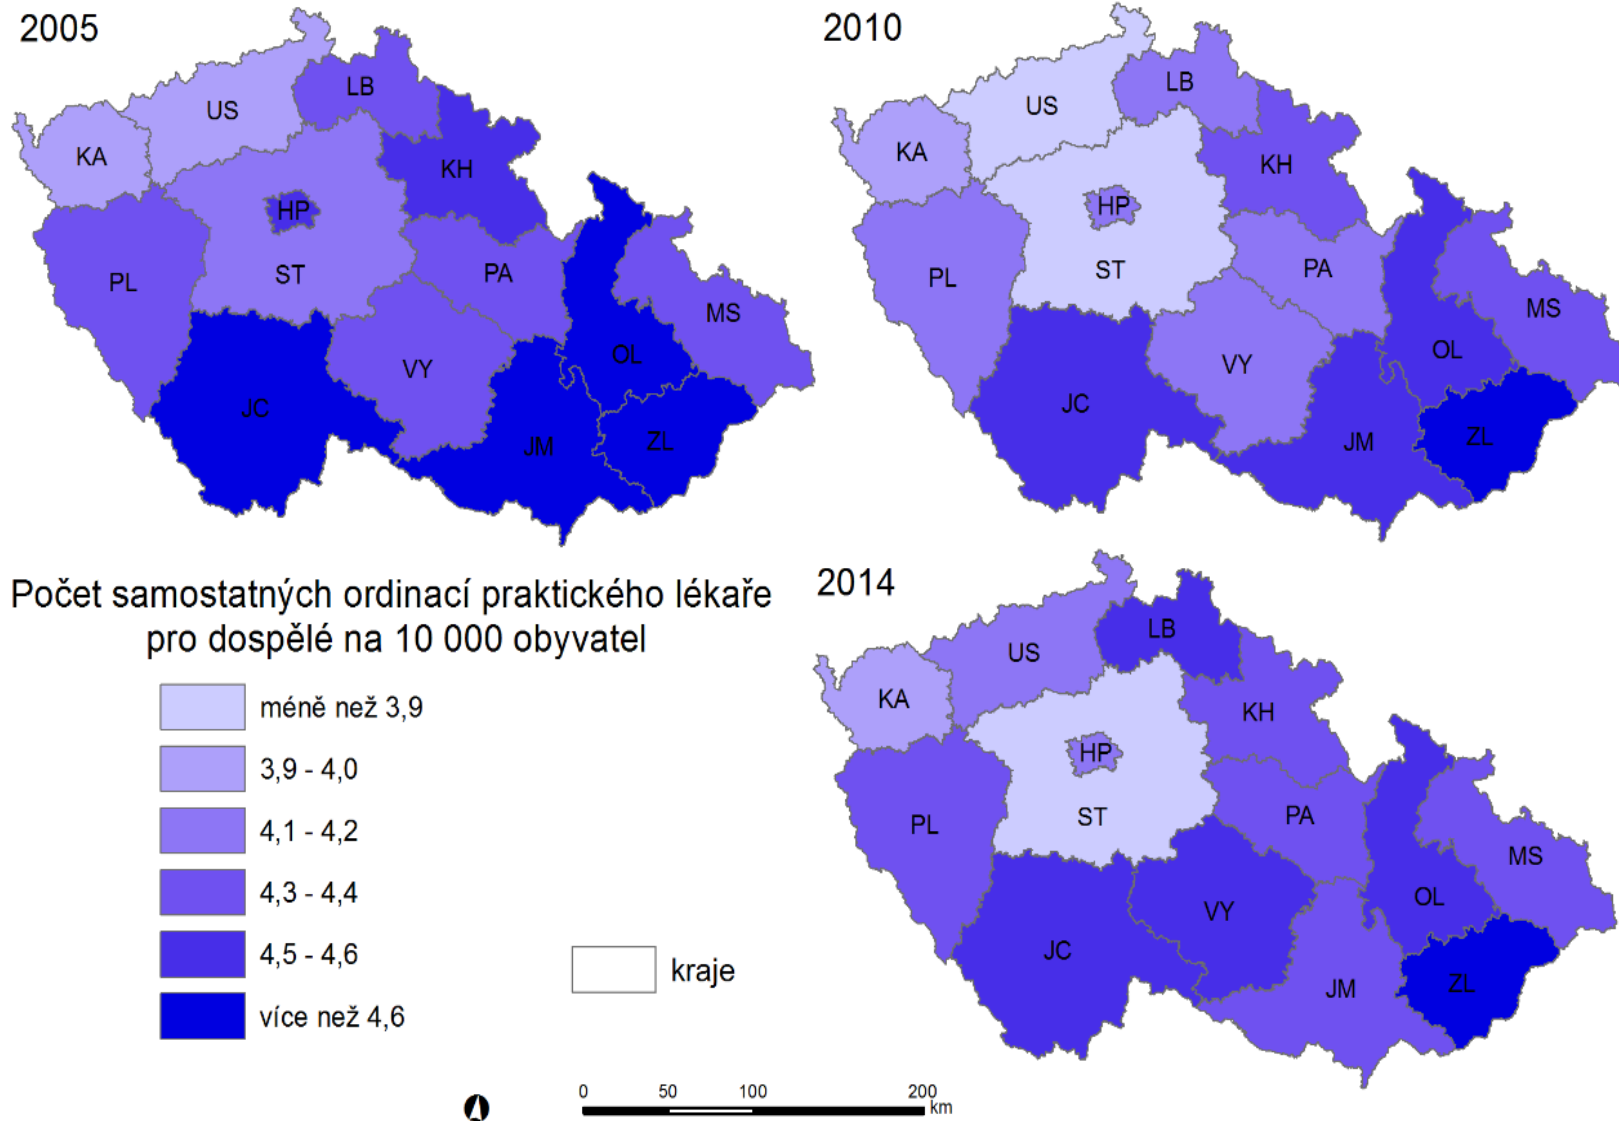 2005
LB
US
KA
KH
HP
PL
ST
PA
MS
OL
VY
JC
JM
ZL
2010
LB
US
KA
KH
HP
PL
ST
PA
MS
OL
VY
JC
JM
ZL
Počet samostatných ordinací praktického lékaře
pro dospělé na 10 000 obyvatel
méně než 3,9
3,9 - 4,0
4,1 - 4,2
4,3 - 4,4
4,5 - 4,6
více než 4,6
kraje
2014
LB
US
KA
KH
HP
PL
ST
PA
MS
OL
VY
JC
JM
ZL
0 50 100 200
km